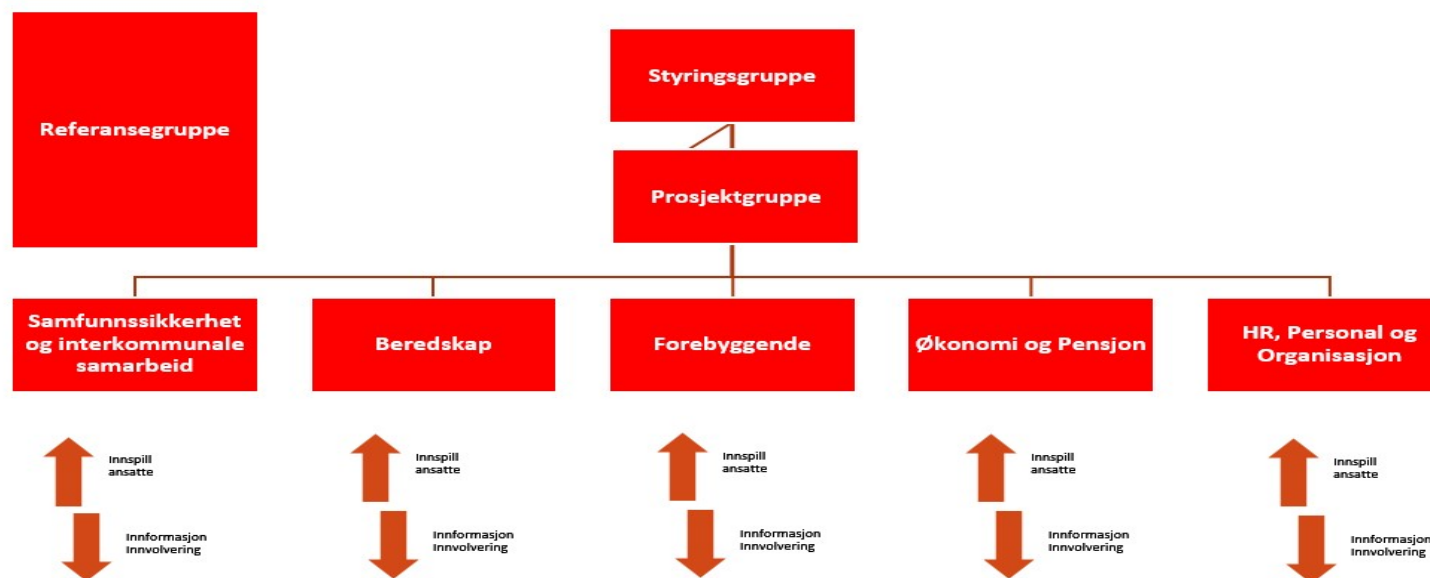 Referansegruppe
Styringsgruppe
Prosjektgruppe
Samfunnssikkerhet
og interkommunale
samarbeid
Beredskap
Forebyggende
Økonomi og Pensjon
HR, Personal og
Organisasjon
Innspill
ansatte
Innformasjon
Innvolvering
Innspill
ansatte
Innformasjon
Innvolvering
Innspill
ansatte
Innformasjon
Innvolvering
Innspill
ansatte
Innformasjon
Innvolvering
Innspill
ansatte
Innformasjon
Innvolvering